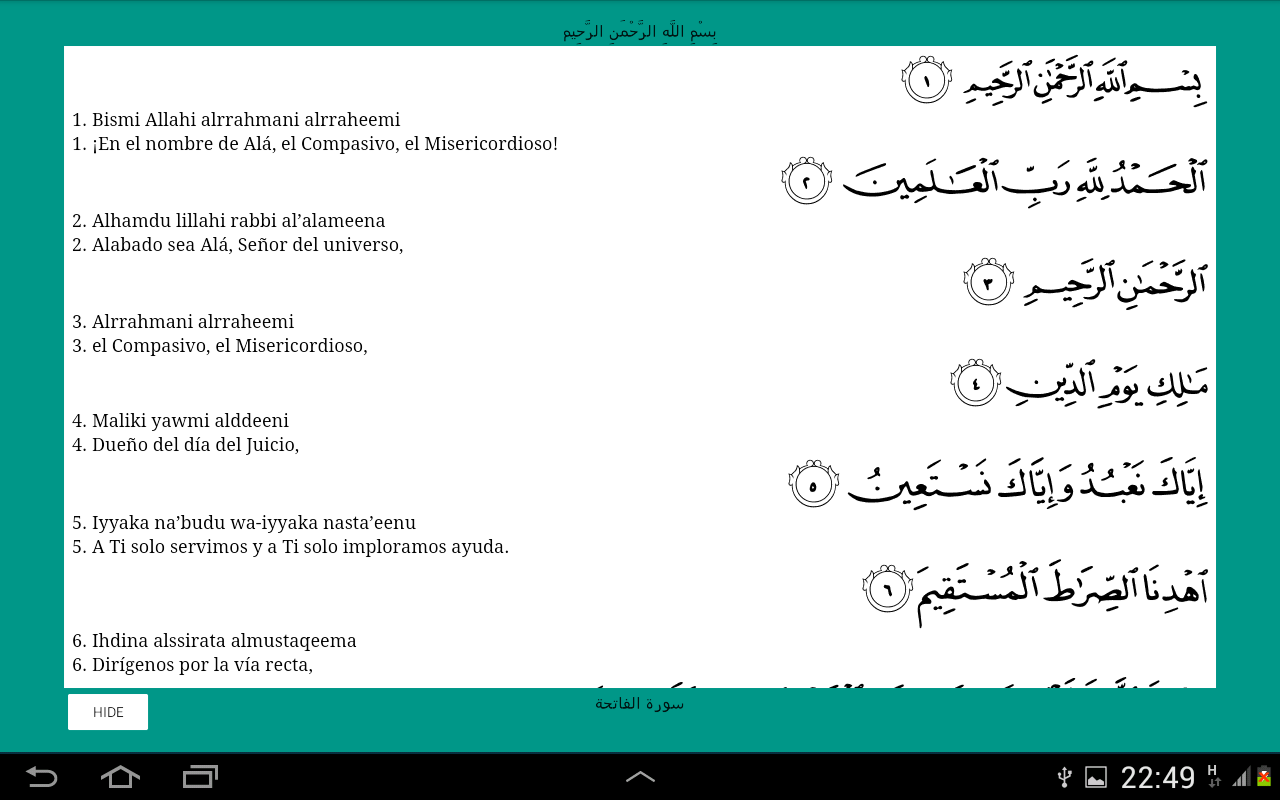 بِسْمِ اللَّهِ الرَّحْمَنِ الرَّحِيمِ
بِسْمِ ٱللَّهِ ٱلرَّحْمَٰنِ ٱلرَّحِيمِ ١
1. Bismi Allahi alrrahmani alrraheemi
1. ¡En el nombre de Alá, el Compasivo, el Misericordioso!
ٱلْحَمْدُ لِلَّهِ رَبِّ ٱلْعَـٰلَمِينَ ٢
2. Alhamdu lillahi rabbi al’alameena
2. Alabado sea Alá, Señor del universo,
ٱلرَّحْمَٰنِ ٱلرَّحِيمِ ٣
3. Alrrahmani alrraheemi
3. el Compasivo, el Misericordioso,
مَـٰلِكِ يَوْمِ ٱلدِّينِ ٤
4. Maliki yawmi alddeeni
4. Dueño del día del Juicio,
إِيَّاكَ نَعْبُدُ وَإِيَّاكَ نَسْتَعِينُ ٥
5. Iyyaka na’budu wa-iyyaka nasta’eenu
5. A Ti solo servimos y a Ti solo imploramos ayuda.
ٱهْدِنَا ٱلصِّرَٰطَ ٱلْمُسْتَقِيمَ ٦
6. Ihdina alssirata almustaqeema
6. Dirígenos por la vía recta,
سورة الفاتحة
HIDE
22:49
H